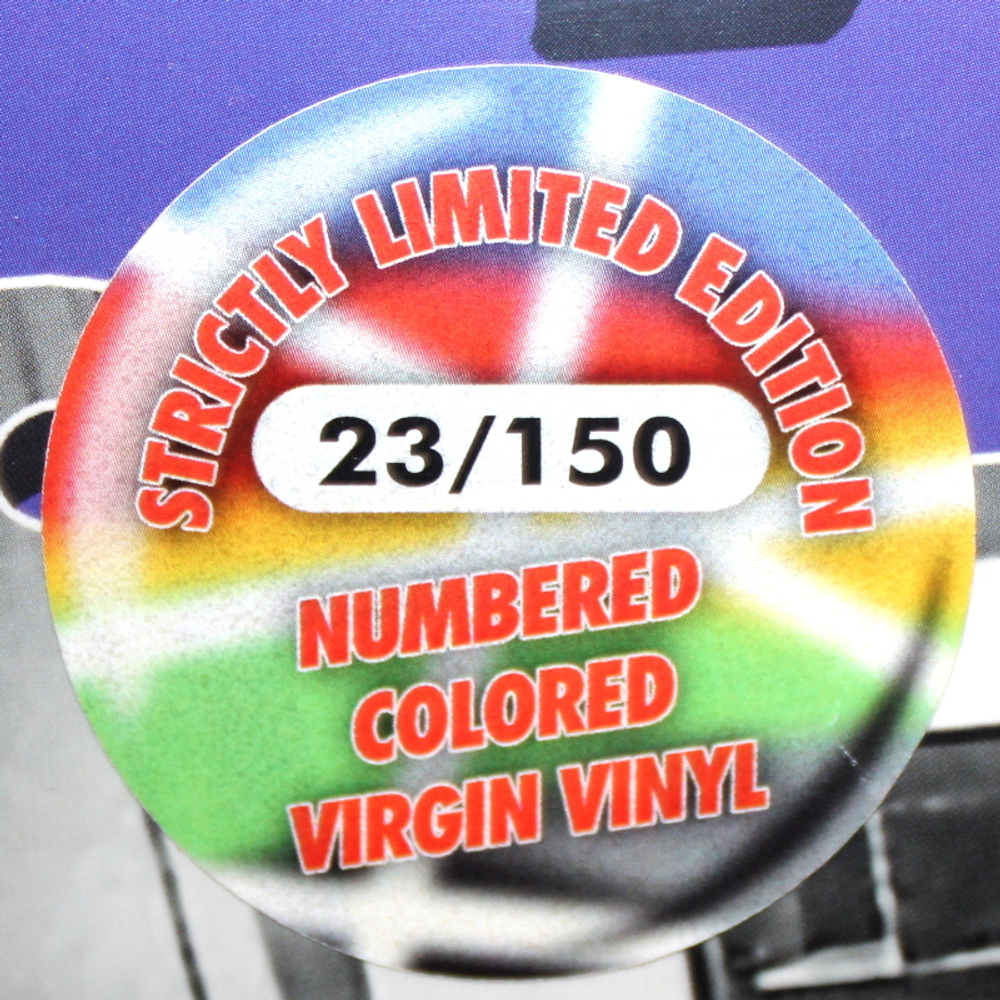 STRICTLY LIMITED EDITION
23/150
NUMBERED
COLORED
VIRGIN VINYL